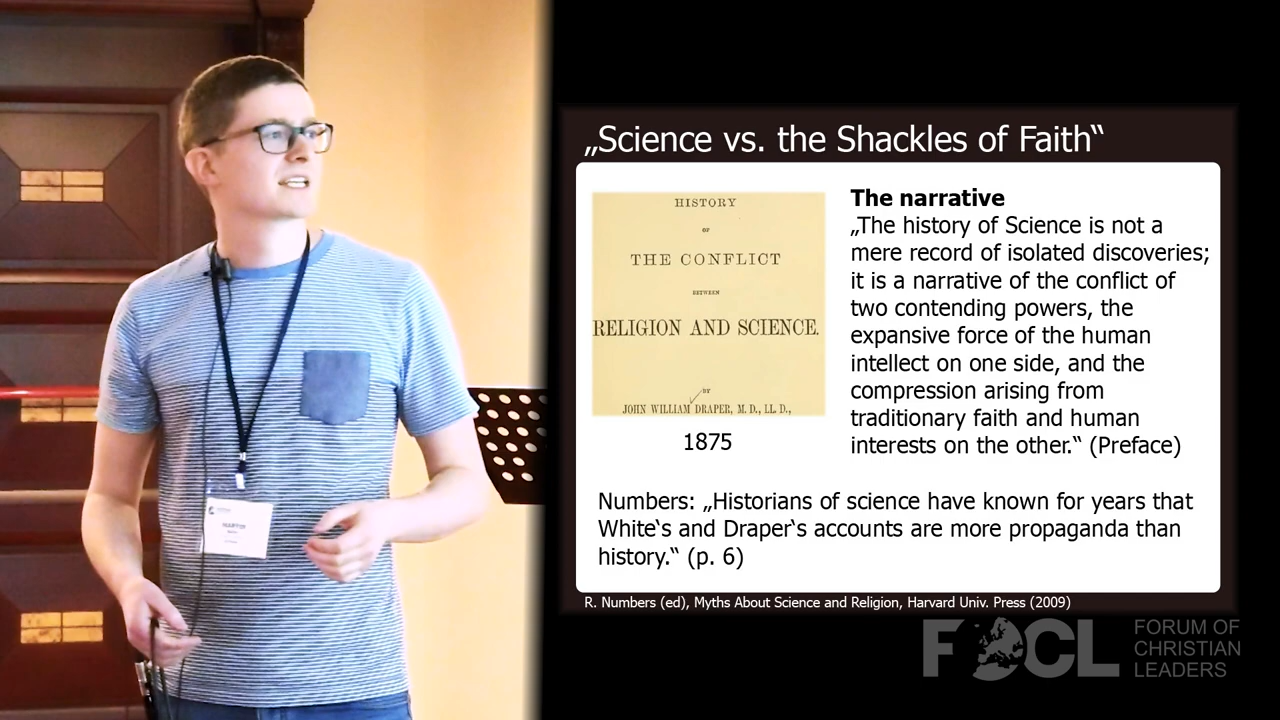 „Science vs. the Shackles of Faith“
HISTORY
OF
THE CONFLICT
BETWEEN
RELIGION AND SCIENCE.
BY
JOHN WILLIAM DRAPER, M. D., LL. D.,
1875
The narrative
„The history of Science is not a
mere record of isolated discoveries;
it is a narrative of the conflict of
two contending powers, the
expansive force of the human
intellect on one side, and the
compression arising from
traditionary faith and human
interests on the other.“ (Preface)
Numbers: „Historians of science have known for years that
White‘s and Draper‘s accounts are more propaganda than
history.“ (p. 6)
R. Numbers (ed), Myths About Science and Religion, Harvard Univ. Press (2009)
FOCL
FORUM OF
CHRISTIAN
LEADERS